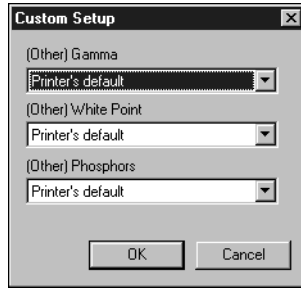 Custom Setup
(Other) Gamma
Printer's default
(Other) White Point
Printer's default
(Other) Phosphors
Printer's default
OK
Cancel